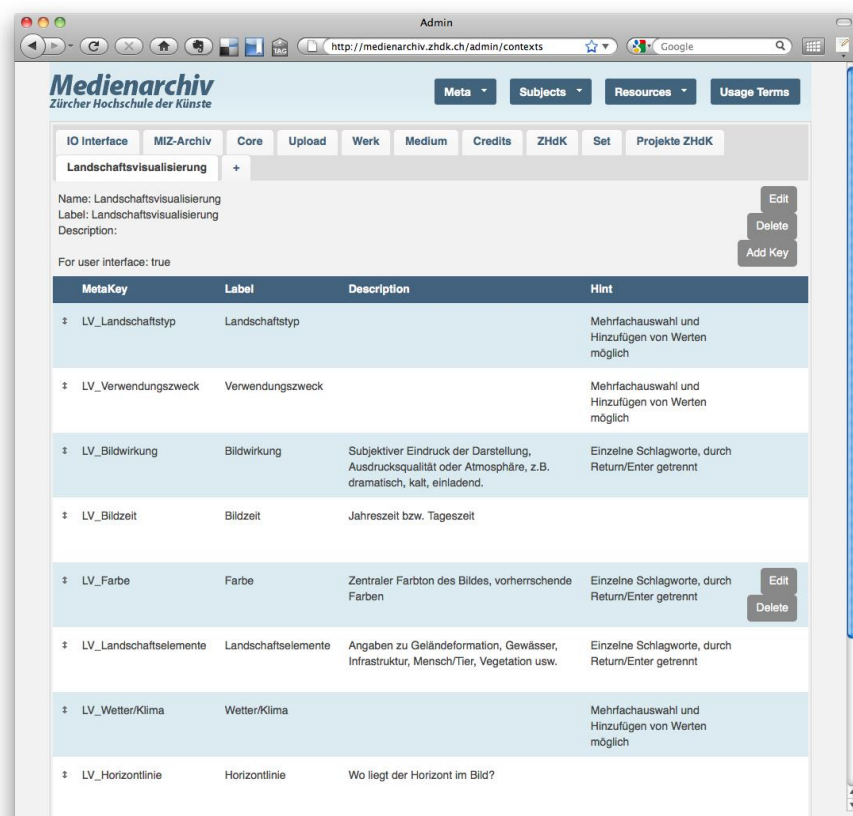 Admin
TAG
http://medienarchiv.zhdk.ch/admin/contexts
Google
Medienarchiv
Zürcher Hochschule der Künste
Meta
Subjects
Resources
Usage Terms
IO Interface
MIZ-Archiv
Core
Upload
Werk
Medium
Credits
ZHdK
Set
Projekte ZHdK
Landschaftsvisualisierung
+
Name: Landschaftsvisualisierung
Label: Landschaftsvisualisierung
Description:
For user interface: true
Edit
Delete
Add Key
MetaKey Label Description Hint
LV_Landschaftstyp
Landschaftstyp
Mehrfachauswahl und
Hinzufügen von Werten
möglich
LV_Verwendungszweck
Verwendungszweck
Mehrfachauswahl und
Hinzufügen von Werten
möglich
LV_Bildwirkung
Bildwirkung
Subjektiver Eindruck der Darstellung,
Ausdrucksqualität oder Atmosphäre, z.B.
dramatisch, kalt, einladend.
Einzelne Schlagworte, durch
Return/Enter getrennt
LV_Bildzeit
Bildzeit
Jahreszeit bzw. Tageszeit
LV_Farbe
Farbe
Zentraler Farbton des Bildes, vorherrschende
Farben
Einzelne Schlagworte, durch
Return/Enter getrennt
Edit
Delete
LV_Landschaftselemente
Landschaftselemente
Angaben zu Geländeformation, Gewässer,
Infrastruktur, Mensch/Tier, Vegetation usw.
Einzelne Schlagworte, durch
Return/Enter getrennt
LV_Wetter/Klima
Wetter/Klima
Mehrfachauswahl und
Hinzufügen von Werten
möglich
LV_Horizontlinie
Horizontlinie
Wo liegt der Horizont im Bild?